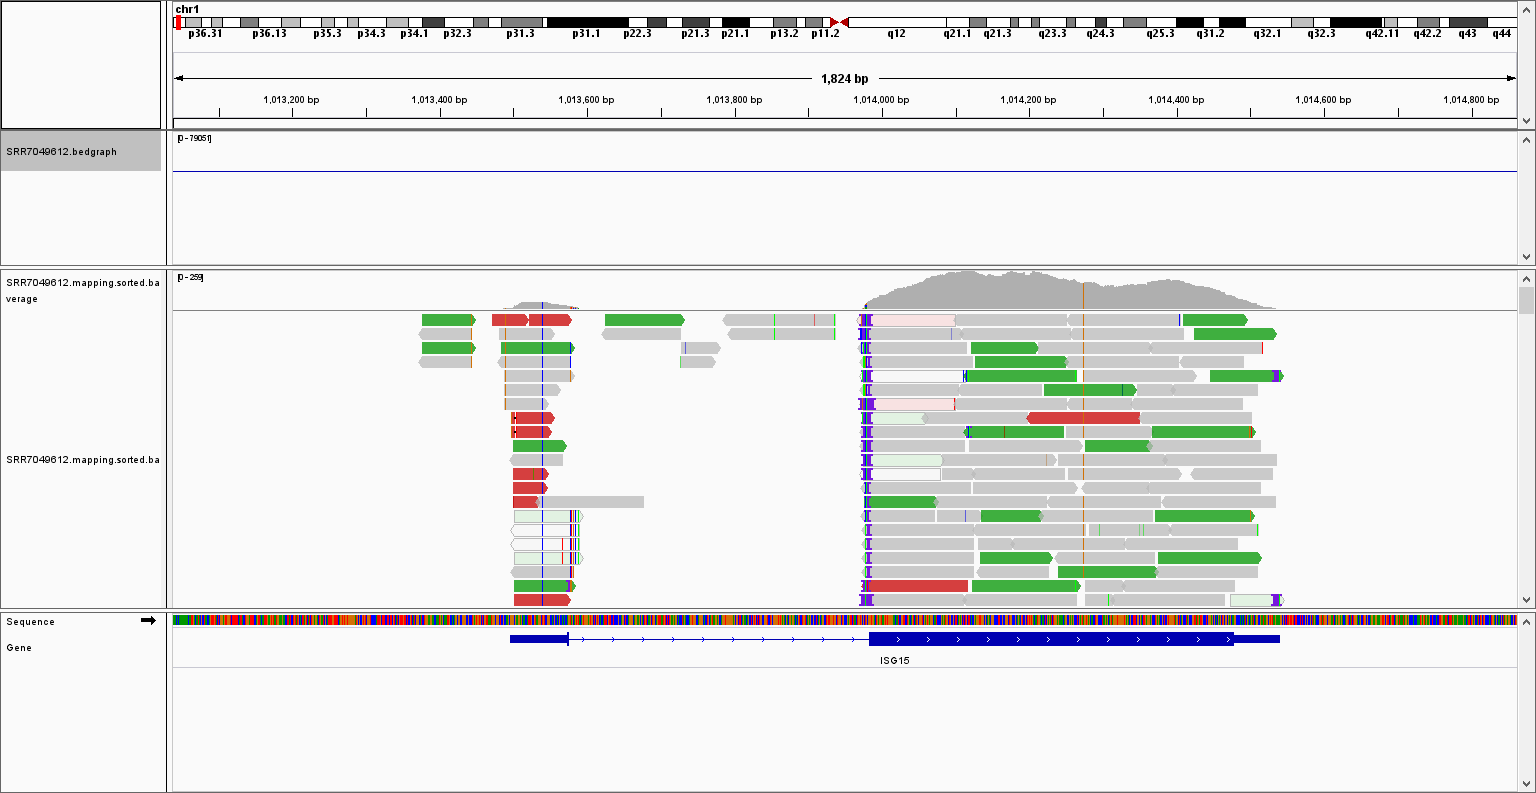 chr1
p36.31 p36.13 p35.3 p34.3 p34.1 p32.3 p31.3 p31.1 p22.3 p21.3 p21.1 p13.2 p11.2 q12 q21.1 q21.3 q23.3 q24.3 q25.3 q31.2 q32.1 q32.3 q42.11 q42.2 q43 q44
1,824 bp
1,013,200 bp 1,013,400 bp 1,013,600 bp 1,013,800 bp 1,014,000 bp 1,014,200 bp 1,014,400 bp 1,014,600 bp 1,014,800 bp
[0 - 79051]
SRR7049612.bedgraph
[0 - 259]
SRR7049612.mapping.sorted.ba
verage
SRR7049612.mapping.sorted.ba
Sequence
Gene
ISG15